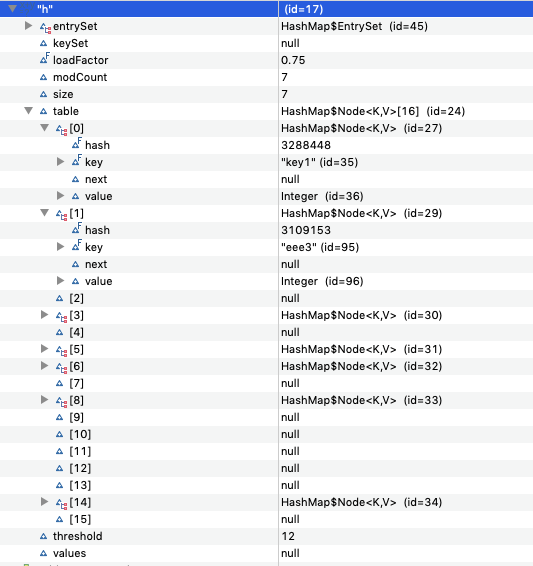 "h" (id=17)
entrySet HashMap$EntrySet (id=45)
keySet null
F loadFactor 0.75
modCount 7
size 7
table HashMap$Node<K,V>[16] (id=24)
[0] HashMap$Node<K,V> (id=27)
F hash 3288448
F key "key1" (id=35)
next null
value Integer (id=36)
[1] HashMap$Node<K,V> (id=29)
F hash 3109153
F key "eee3" (id=95)
next null
value Integer (id=96)
[2] null
[3] HashMap$Node<K,V> (id=30)
[4] null
[5] HashMap$Node<K,V> (id=31)
[6] HashMap$Node<K,V> (id=32)
[7] null
[8] HashMap$Node<K,V> (id=33)
[9] null
[10] null
[11] null
[12] null
[13] null
[14] HashMap$Node<K,V> (id=34)
[15] null
threshold 12
values null